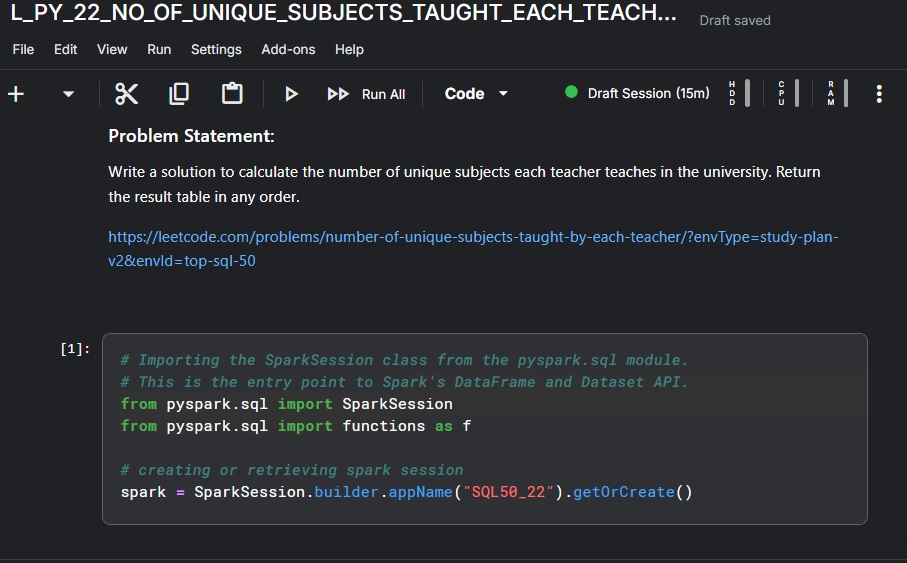 L_PY_22_NO_OF_UNIQUE_SUBJECTS_TAUGHT_EACH_TEACH... Draft saved
File Edit View Run Settings Add-ons Help
+ Run All Code Draft Session (15m) HDD CPU RAM
Problem Statement:
Write a solution to calculate the number of unique subjects each teacher teaches in the university. Return
the result table in any order.
https://leetcode.com/problems/number-of-unique-subjects-taught-by-each-teacher/?envType=study-plan-
v2&envId=top-sql-50
[1]:
# Importing the SparkSession class from the pyspark.sql module.
# This is the entry point to Spark's DataFrame and Dataset API.
from pyspark.sql import SparkSession
from pyspark.sql import functions as f
# creating or retrieving spark session
spark = SparkSession.builder.appName("SQL50_22").getOrCreate()